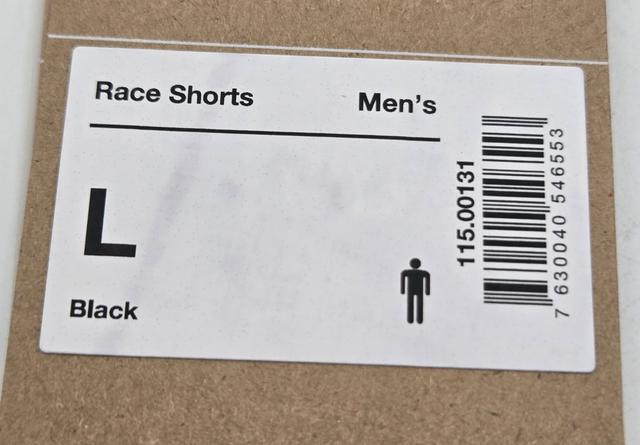 Race Shorts Men's
L
Black
115.00131
7 630040 546553